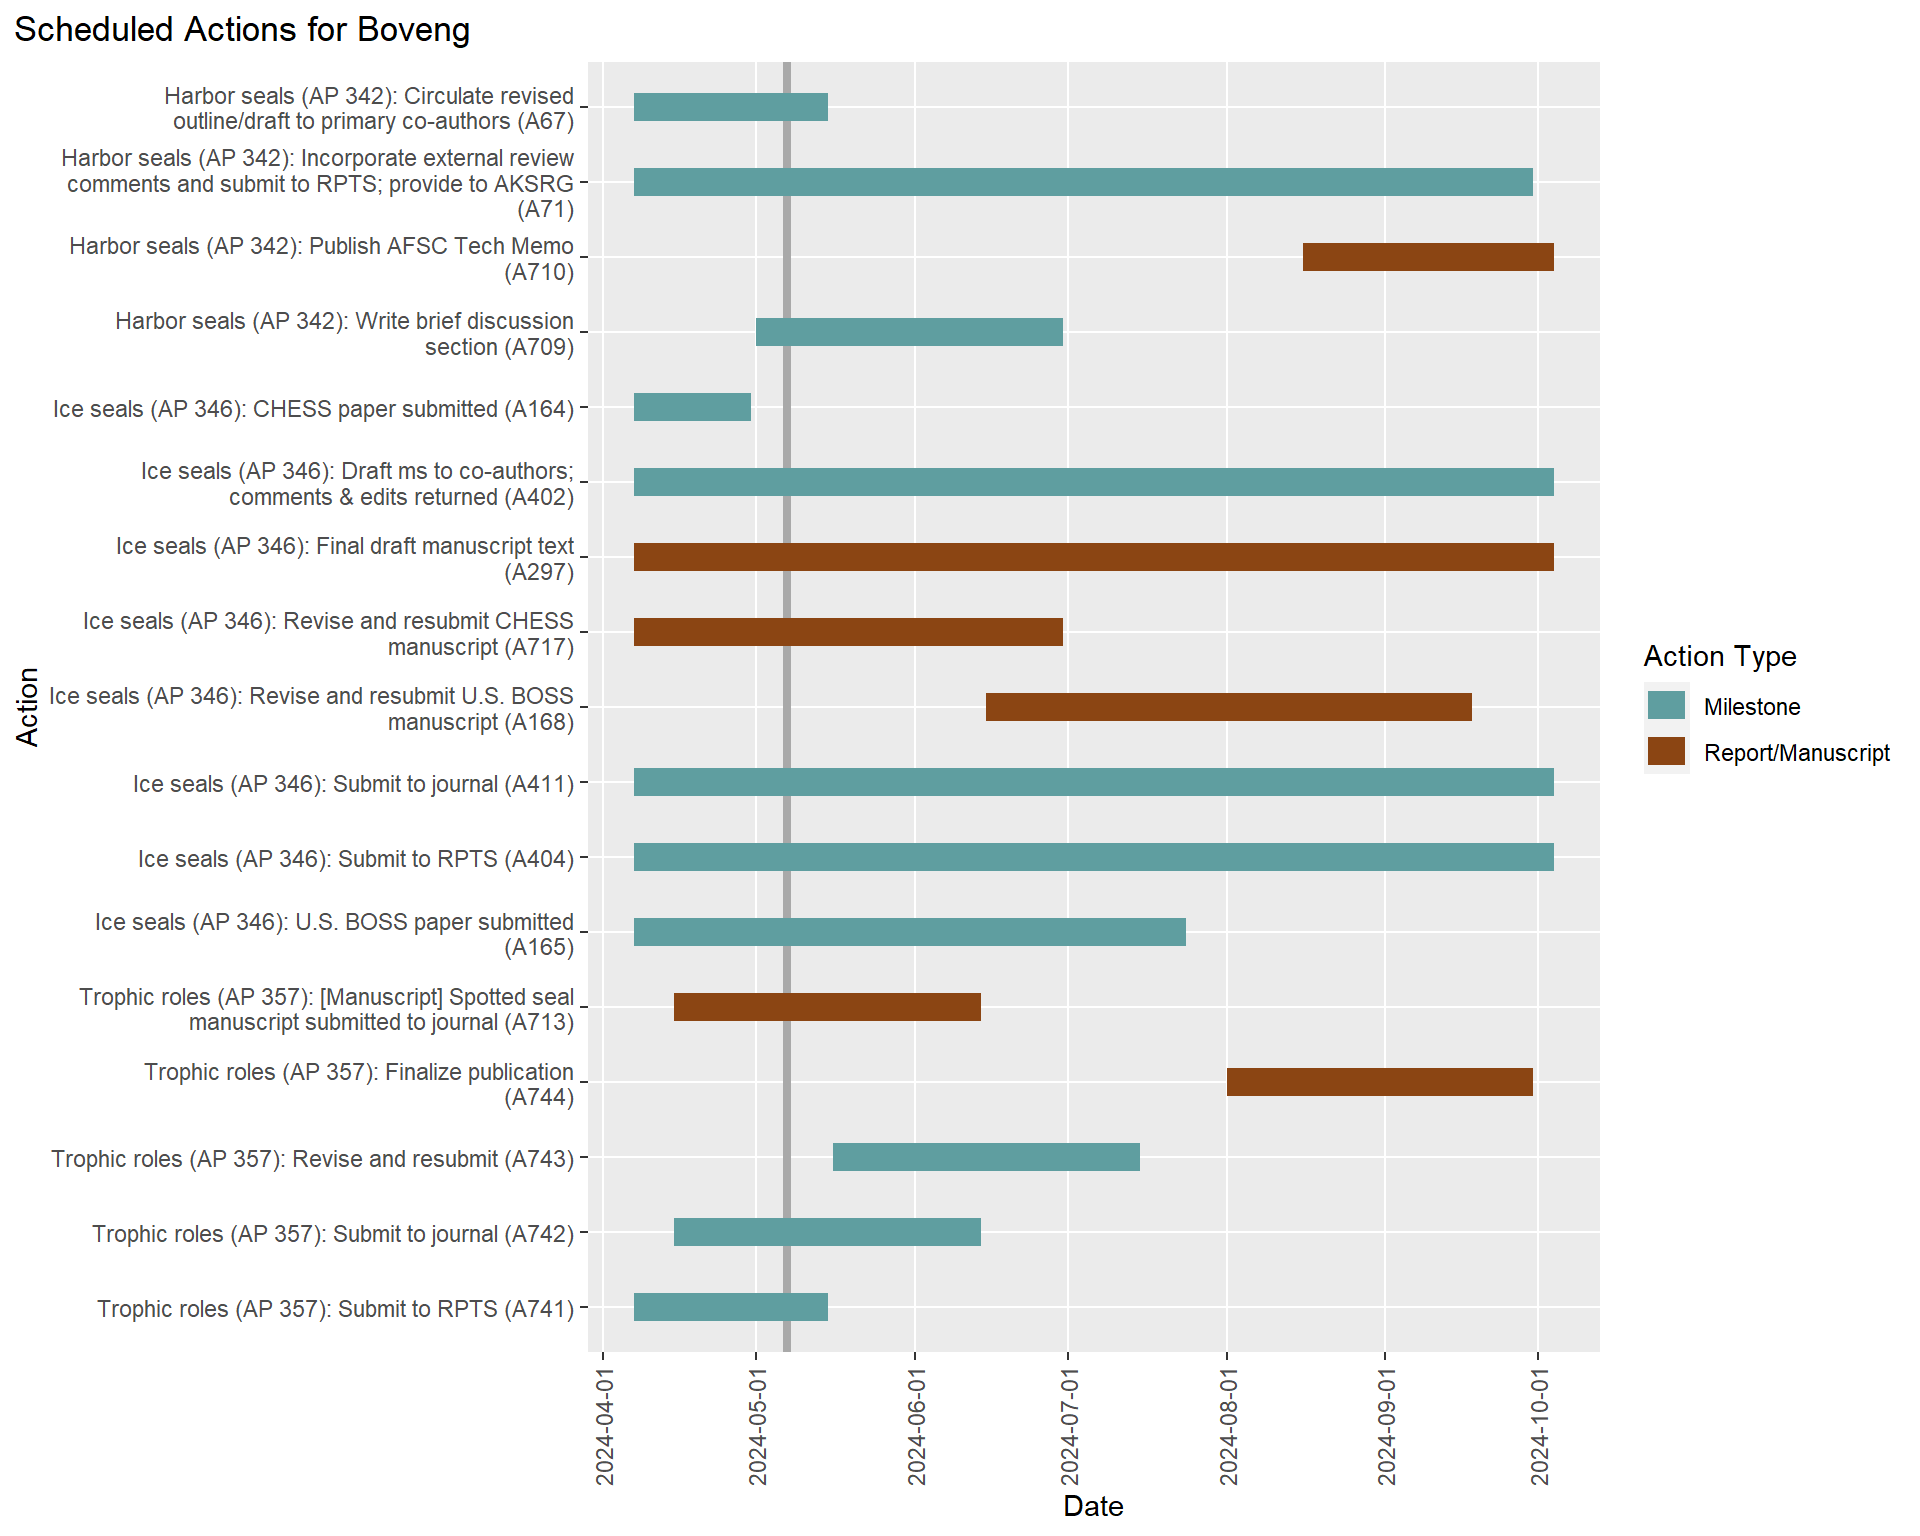 Scheduled Actions for Boveng
Harbor seals (AP 342): Circulate revised
outline/draft to primary co-authors (A67)
Harbor seals (AP 342): Incorporate external review
comments and submit to RPTS; provide to AKSRG
(A71)
Harbor seals (AP 342): Publish AFSC Tech Memo
(A710)
Harbor seals (AP 342): Write brief discussion
section (A709)
Ice seals (AP 346): CHESS paper submitted (A164)
Ice seals (AP 346): Draft ms to co-authors;
comments & edits returned (A402)
Ice seals (AP 346): Final draft manuscript text
(A297)
Ice seals (AP 346): Revise and resubmit CHESS
manuscript (A717)
Ice seals (AP 346): Revise and resubmit U.S. BOSS
manuscript (A168)
Ice seals (AP 346): Submit to journal (A411)
Ice seals (AP 346): Submit to RPTS (A404)
Ice seals (AP 346): U.S. BOSS paper submitted
(A165)
Trophic roles (AP 357): [Manuscript] Spotted seal
manuscript submitted to journal (A713)
Trophic roles (AP 357): Finalize publication
(A744)
Trophic roles (AP 357): Revise and resubmit (A743)
Trophic roles (AP 357): Submit to journal (A742)
Trophic roles (AP 357): Submit to RPTS (A741)
Action
2024-04-01
2024-05-01
2024-06-01
2024-07-01
2024-08-01
2024-09-01
2024-10-01
Date
Action Type
Milestone
Report/Manuscript